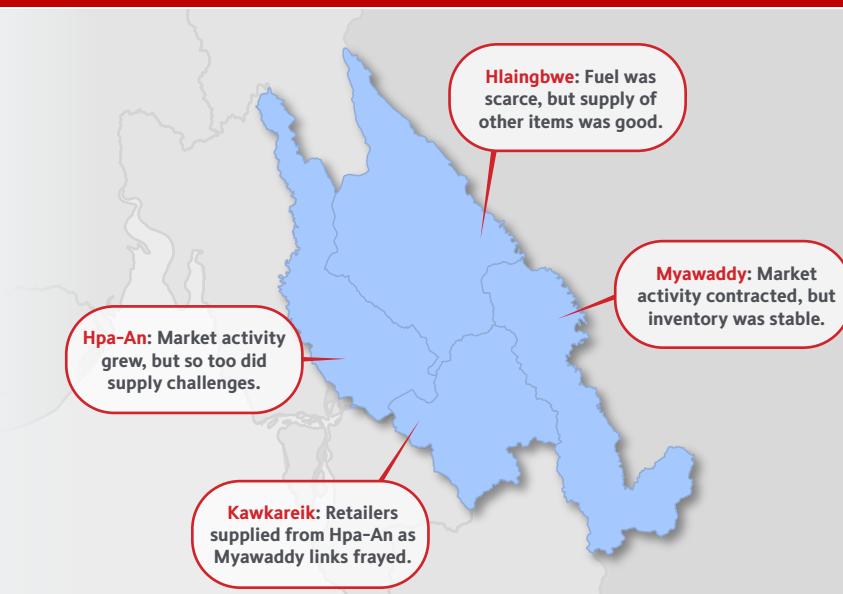 Hlaingbwe: Fuel was
scarce, but supply of
other items was good.
Myawaddy: Market
activity contracted, but
inventory was stable.
Hpa-An: Market activity
grew, but so too did
supply challenges.
Kawkareik: Retailers
supplied from Hpa-An as
Myawaddy links frayed.